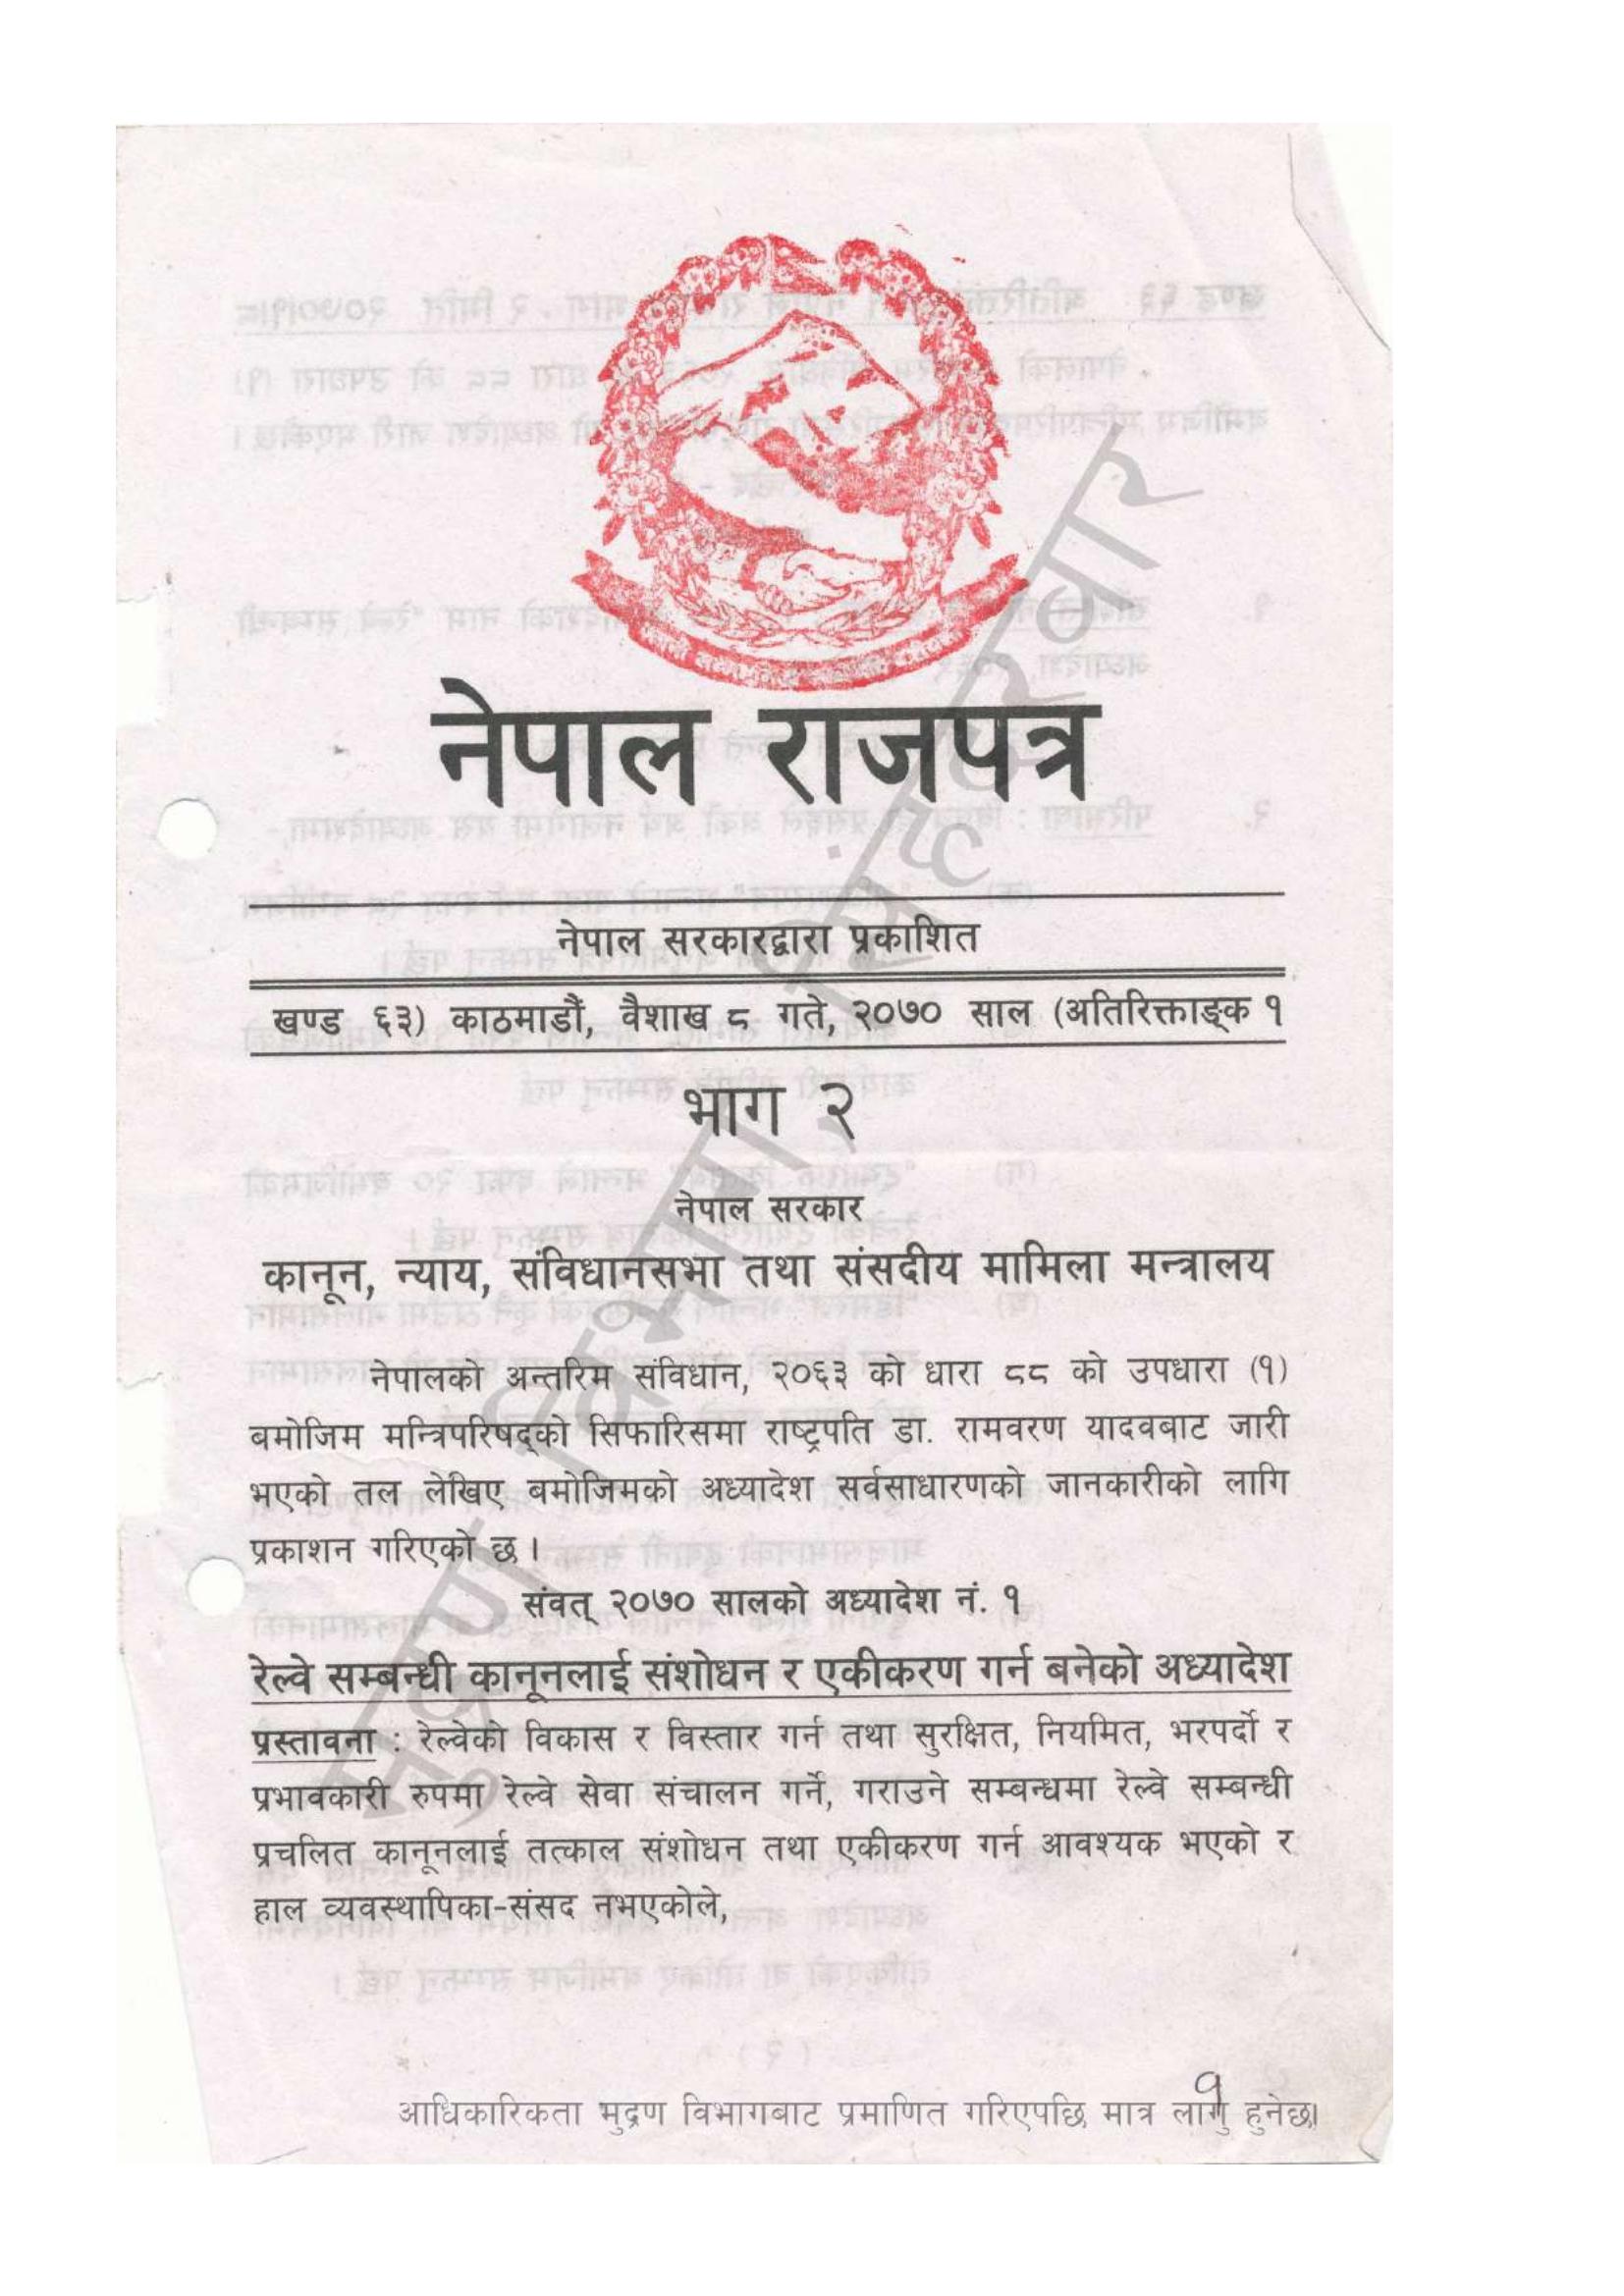 नेपाल राजपत्र
नेपाल सरकारद्वारा प्रकाशित
खण्ड ६३) काठमाडौं, वैशाख ८ गते, २०७० साल (अतिरिक्ताङ्क १
भाग २
नेपाल सरकार
कानून, न्याय, संविधानसभा तथा संसदीय मामिला मन्त्रालय
नेपालको अन्तरिम संविधान, २०६३ को धारा ८८ को उपधारा (१)
बमोजिम मन्त्रिपरिषद्को सिफारिसमा राष्ट्रपति डा. रामवरण यादवबाट जारी
भएको तल लेखिए बमोजिमको अध्यादेश सर्वसाधारणको जानकारीको लागि
प्रकाशन गरिएको छ ।
संवत् २०७० सालको अध्यादेश नं. १
रेल्वे सम्बन्धी कानूनलाई संशोधन र एकीकरण गर्न बनेको अध्यादेश
प्रस्तावना : रेल्वेको विकास र विस्तार गर्न तथा सुरक्षित, नियमित, भरपर्दो र
प्रभावकारी रुपमा रेल्वे सेवा संचालन गर्ने, गराउने सम्बन्धमा रेल्वे सम्बन्धी
प्रचलित कानूनलाई तत्काल संशोधन तथा एकीकरण गर्न आवश्यक भएको र
हाल व्यवस्थापिका-संसद नभएकोले,
१
आधिकारिकता मुद्रण विभागबाट प्रमाणित गरिएपछि मात्र लागु हुनेछ।
मुद्रण विभाग, सिंहदरवार